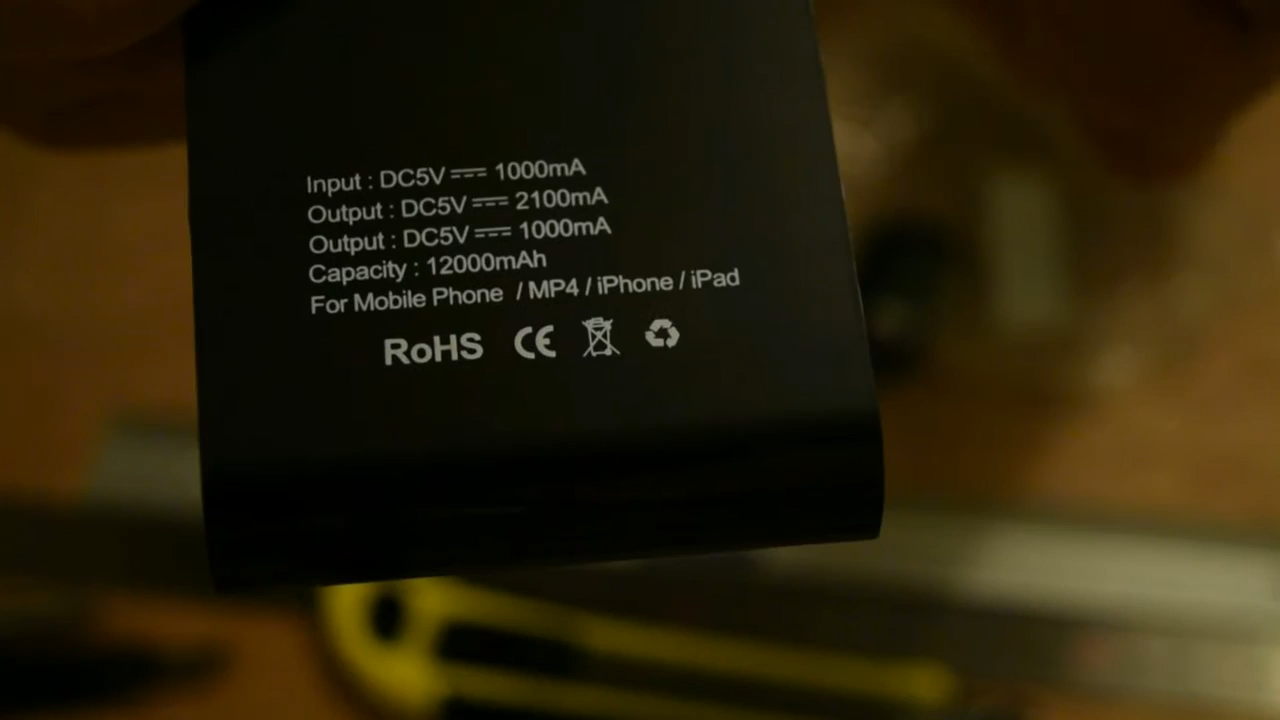 Input : DC5V⎓ 1000mA
Output : DC5V⎓ 2100mA
Output : DC5V⎓ 1000mA
Capacity : 12000mAh
For Mobile Phone / MP4 / iPhone / iPad
RoHS CE